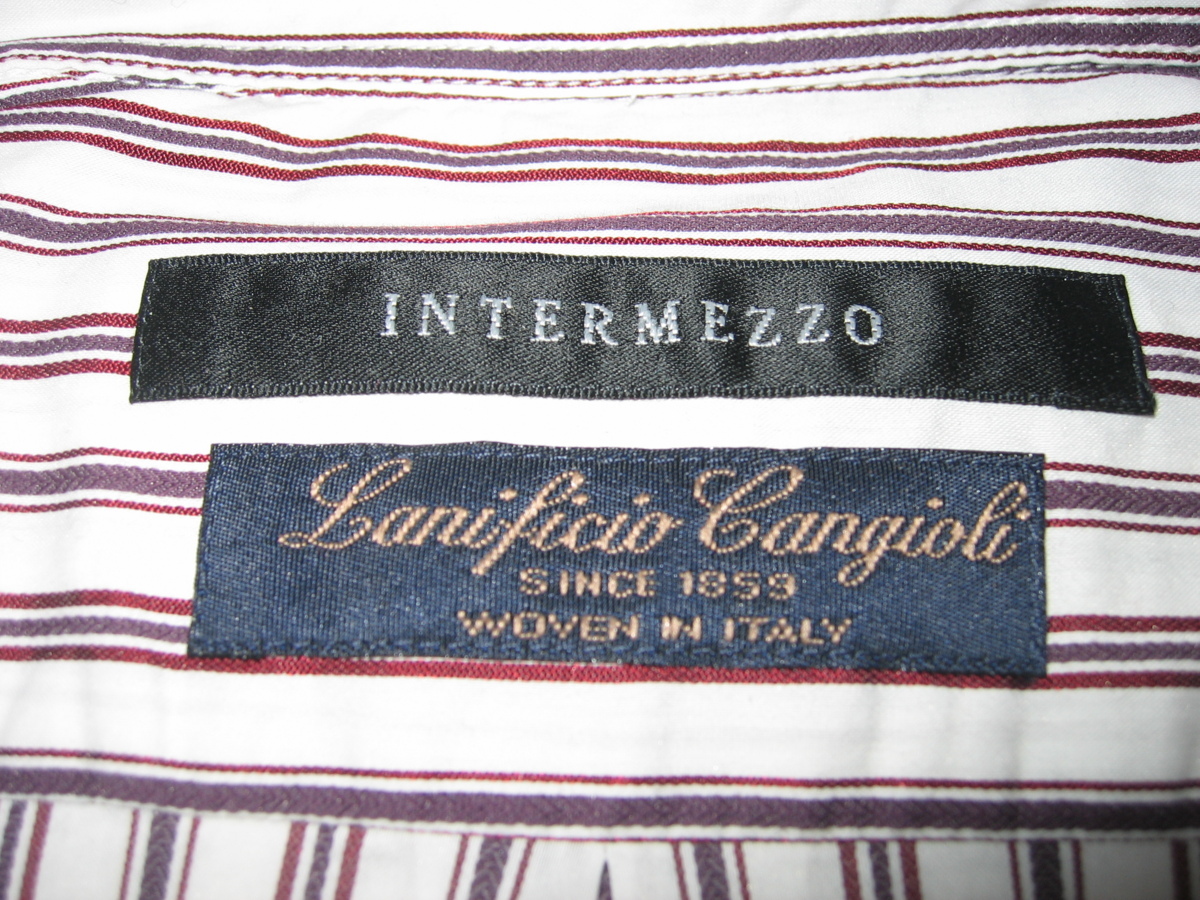 INTERMEZZO
Lanificio Cangioli
SINCE 1859
WOVEN IN ITALY